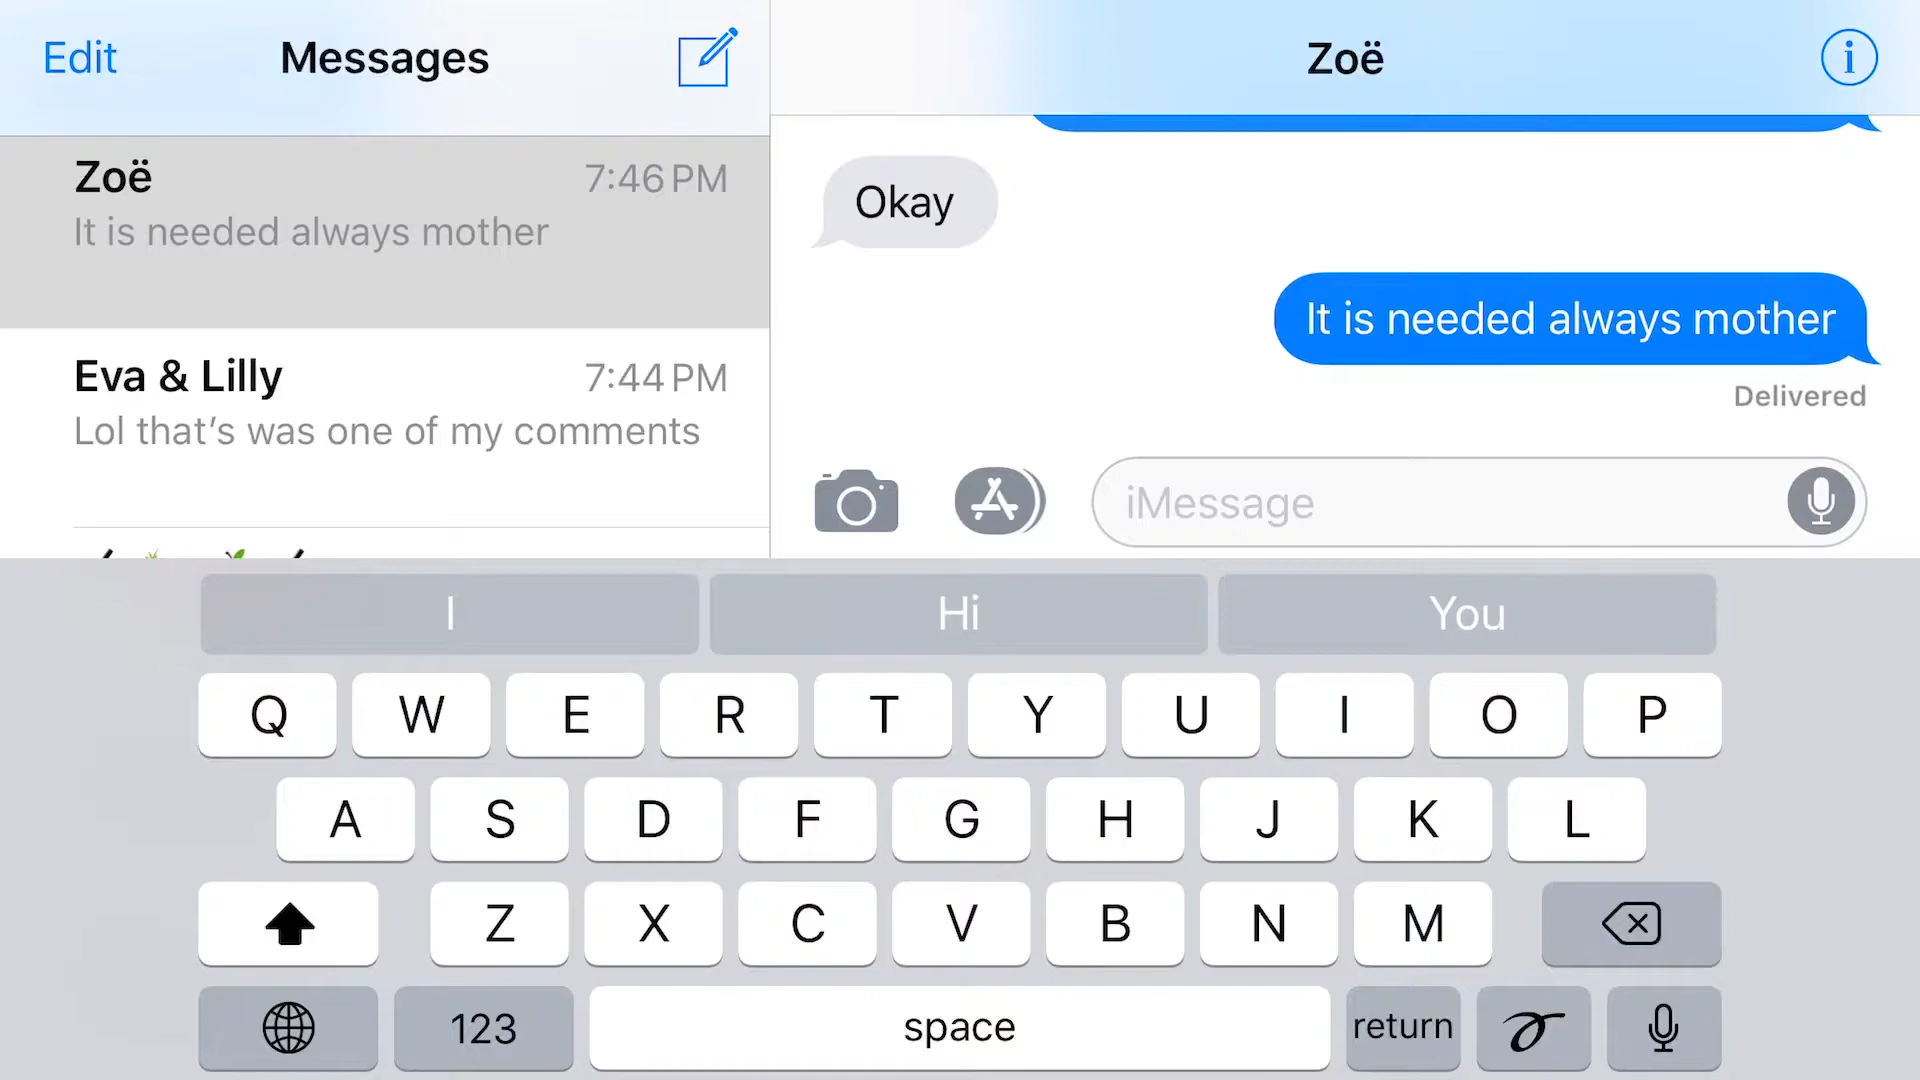 Edit
Messages
Zoë
7:46 PM
It is needed always mother
Eva & Lilly
7:44 PM
Lol that’s was one of my comments
Zoë
Okay
It is needed always mother
Delivered
iMessage
I
Hi
You
Q W E R T Y U I O P
A S D F G H J K L
Z X C V B N M
123
space
return